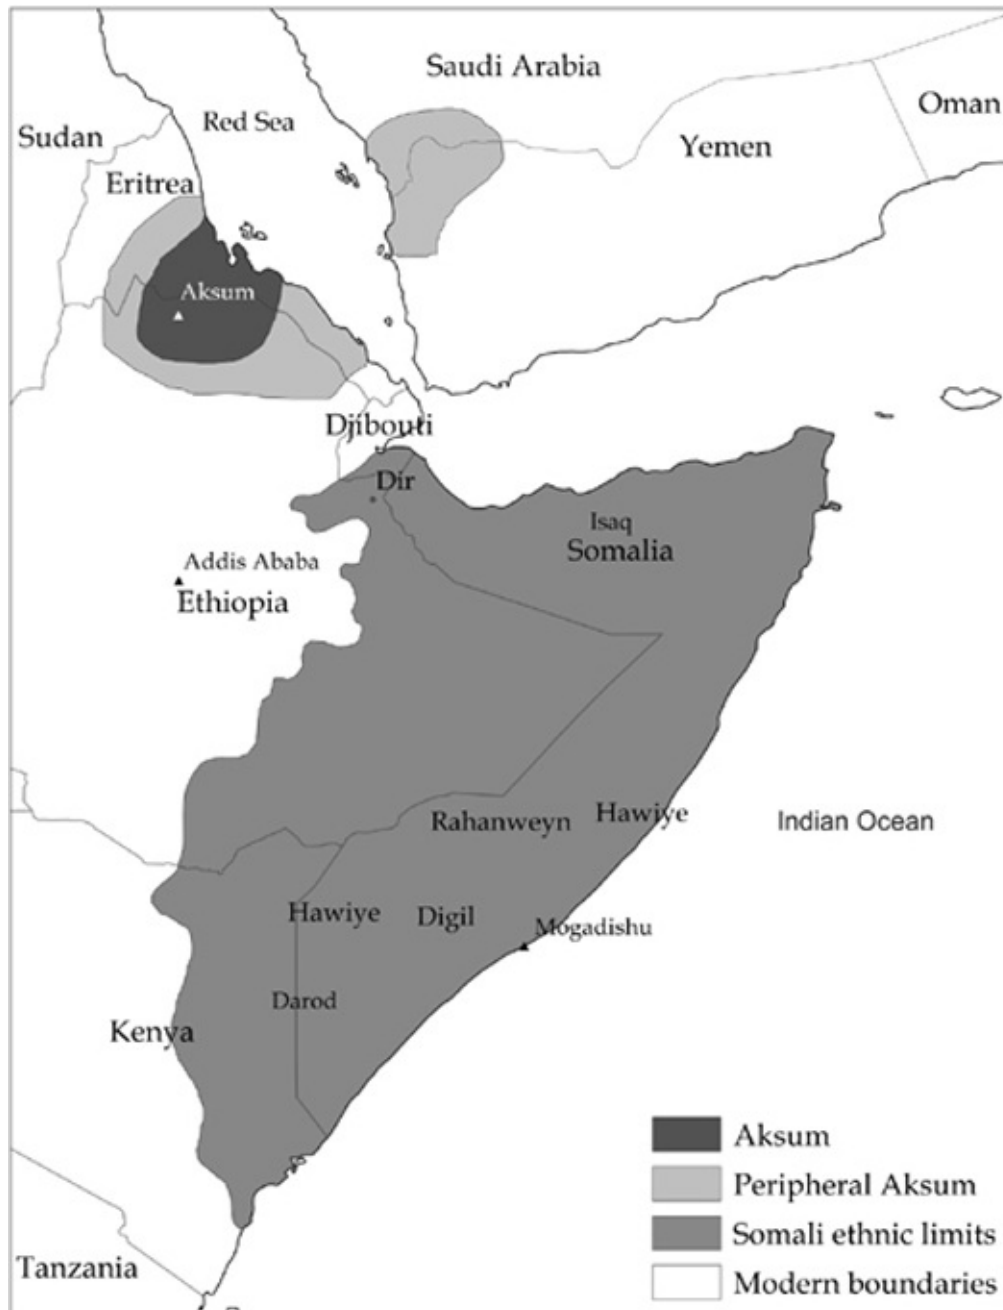 Saudi Arabia
Oman
Red Sea
Sudan
Yemen
Eritrea
Aksum
Djibouti
Dir
Isaq
Somalia
Addis Ababa
Ethiopia
Rahanweyn
Hawiye
Indian Ocean
Hawiye
Digil
Mogadishu
Darod
Kenya
Aksum
Peripheral Aksum
Somali ethnic limits
Tanzania
Modern boundaries